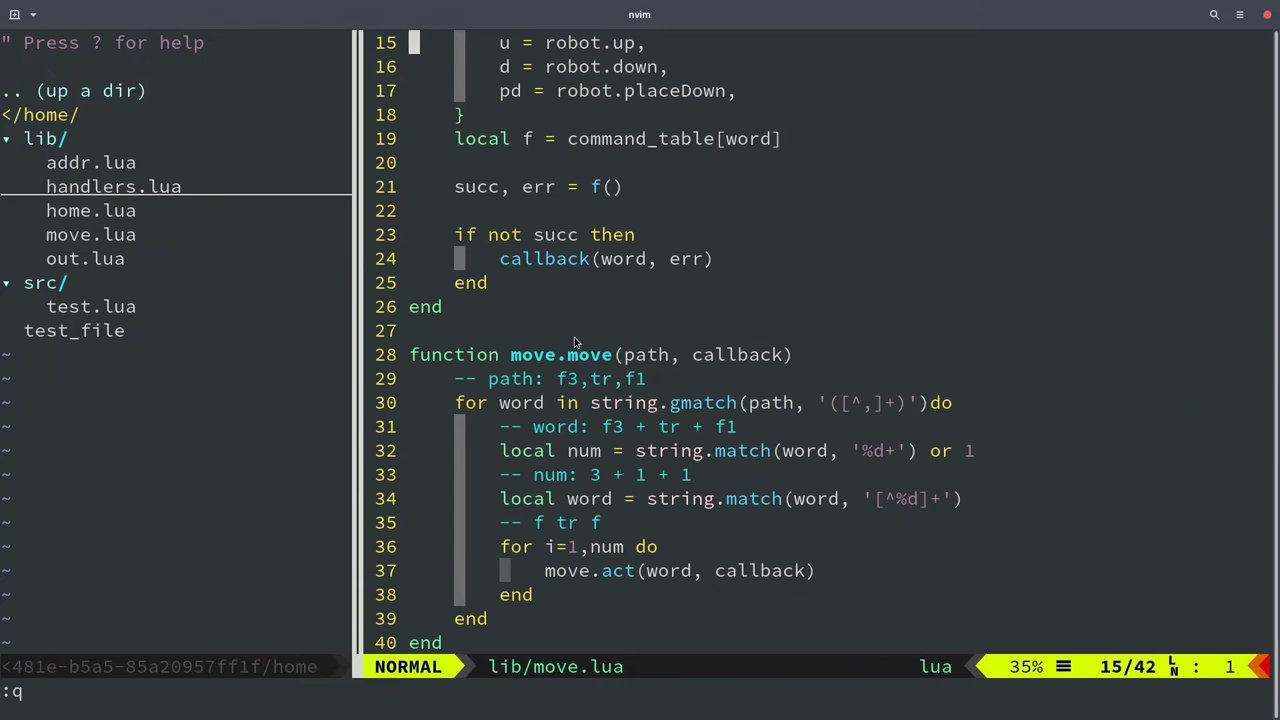 nvim
" Press ? for help
.. (up a dir)
</home/
▾ lib/
addr.lua
handlers.lua
home.lua
move.lua
out.lua
▾ src/
test.lua
test_file
~
~
~
~
~
~
~
~
~
~
~
~
~
<481e-b5a5-85a20957ff1f/home
15 u = robot.up,
16 d = robot.down,
17 pd = robot.placeDown,
18 }
19 local f = command_table[word]
20
21 succ, err = f()
22
23 if not succ then
24 callback(word, err)
25 end
26 end
27
28 function move.move(path, callback)
29 -- path: f3,tr,f1
30 for word in string.gmatch(path, '([^,]+)')do
31 -- word: f3 + tr + f1
32 local num = string.match(word, '%d+') or 1
33 -- num: 3 + 1 + 1
34 local word = string.match(word, '[^%d]+')
35 -- f tr f
36 for i=1,num do
37 move.act(word, callback)
38 end
39 end
40 end
NORMAL lib/move.lua lua 35% ☰ 15/42 LN : 1
:q